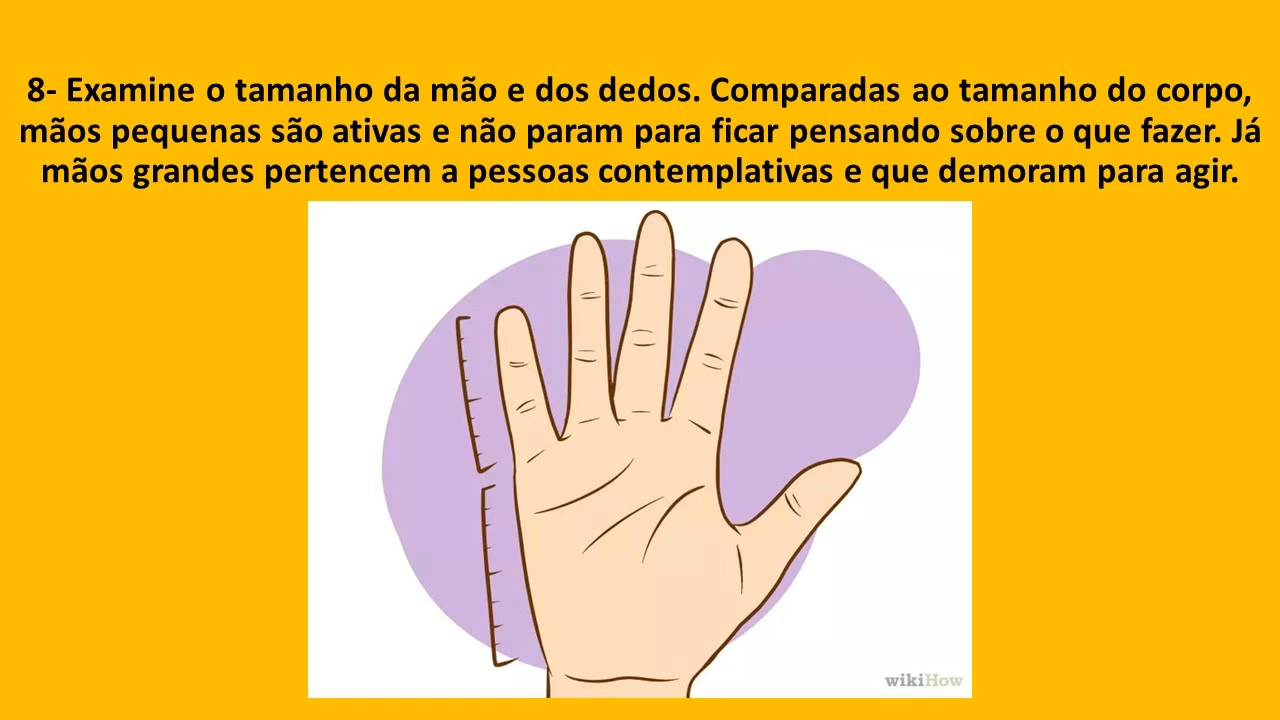 8- Examine o tamanho da mão e dos dedos. Comparadas ao tamanho do corpo,
mãos pequenas são ativas e não param para ficar pensando sobre o que fazer. Já
mãos grandes pertencem a pessoas contemplativas e que demoram para agir.
wikiHow